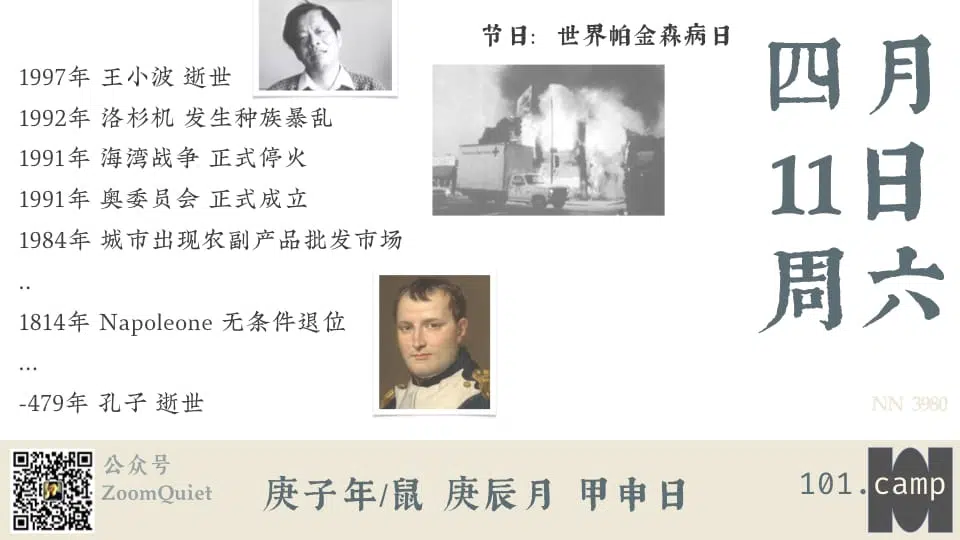 节日: 世界帕金森病日
四月
11日
周六
1997年 王小波 逝世
1992年 洛杉机 发生种族暴乱
1991年 海湾战争 正式停火
1991年 奥委员会 正式成立
1984年 城市出现农副产品批发市场
..
1814年 Napoleone 无条件退位
...
-479年 孔子 逝世
NN 3980
公众号
ZoomQuiet
庚子年/鼠 庚辰月 甲申日
101.camp